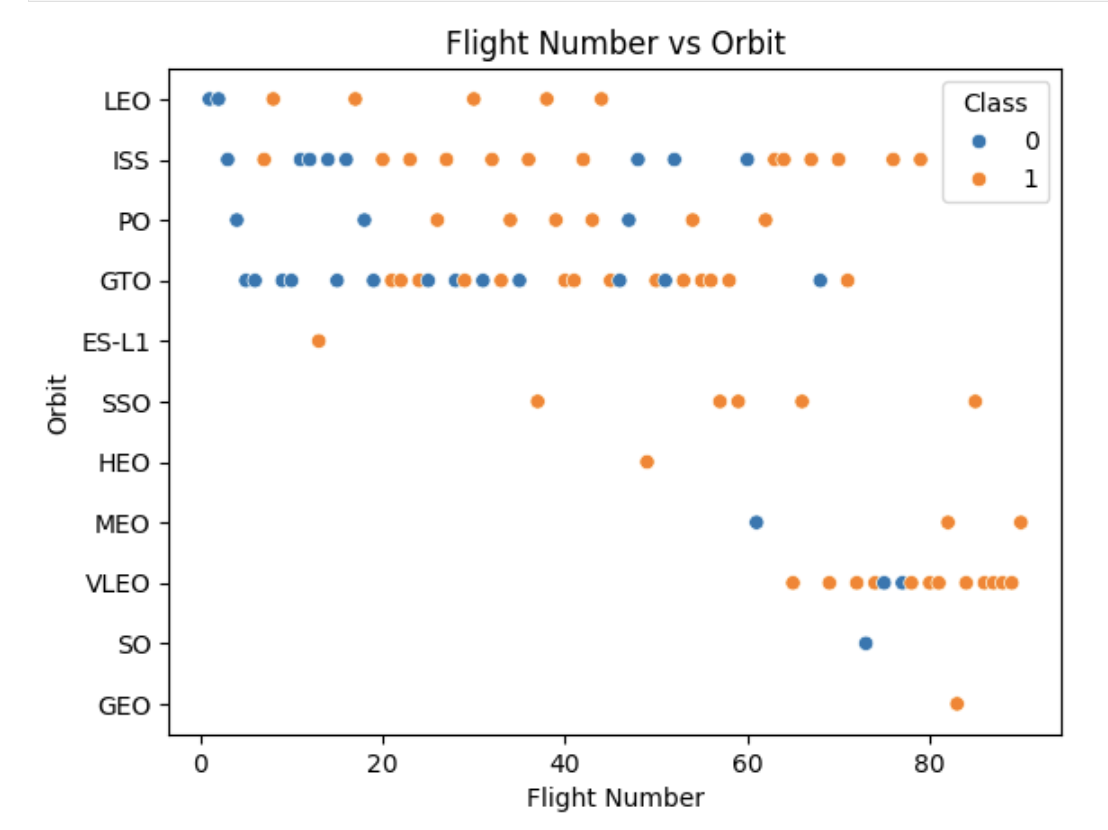 Flight Number vs Orbit
Class
0
1
LEO
ISS
PO
GTO
ES-L1
SSO
HEO
MEO
VLEO
SO
GEO
Orbit
0 20 40 60 80
Flight Number